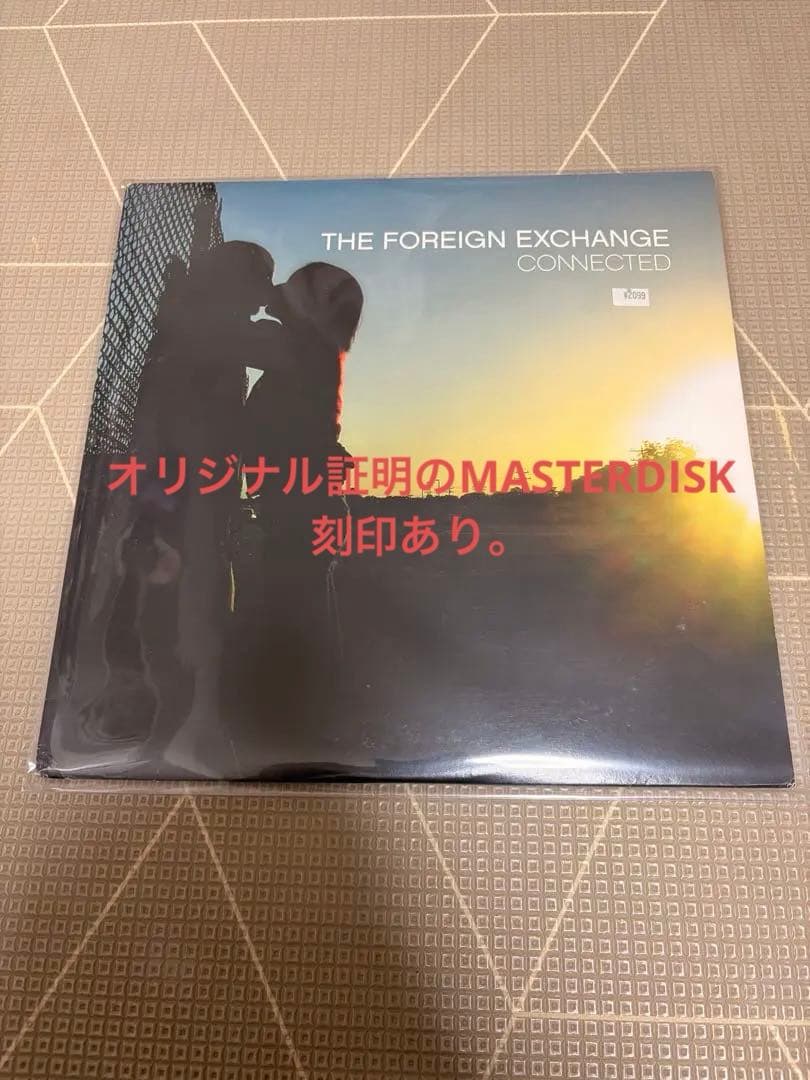 THE FOREIGN EXCHANGE
CONNECTED
¥2099
オリジナル証明のMASTERDISK
刻印あり。